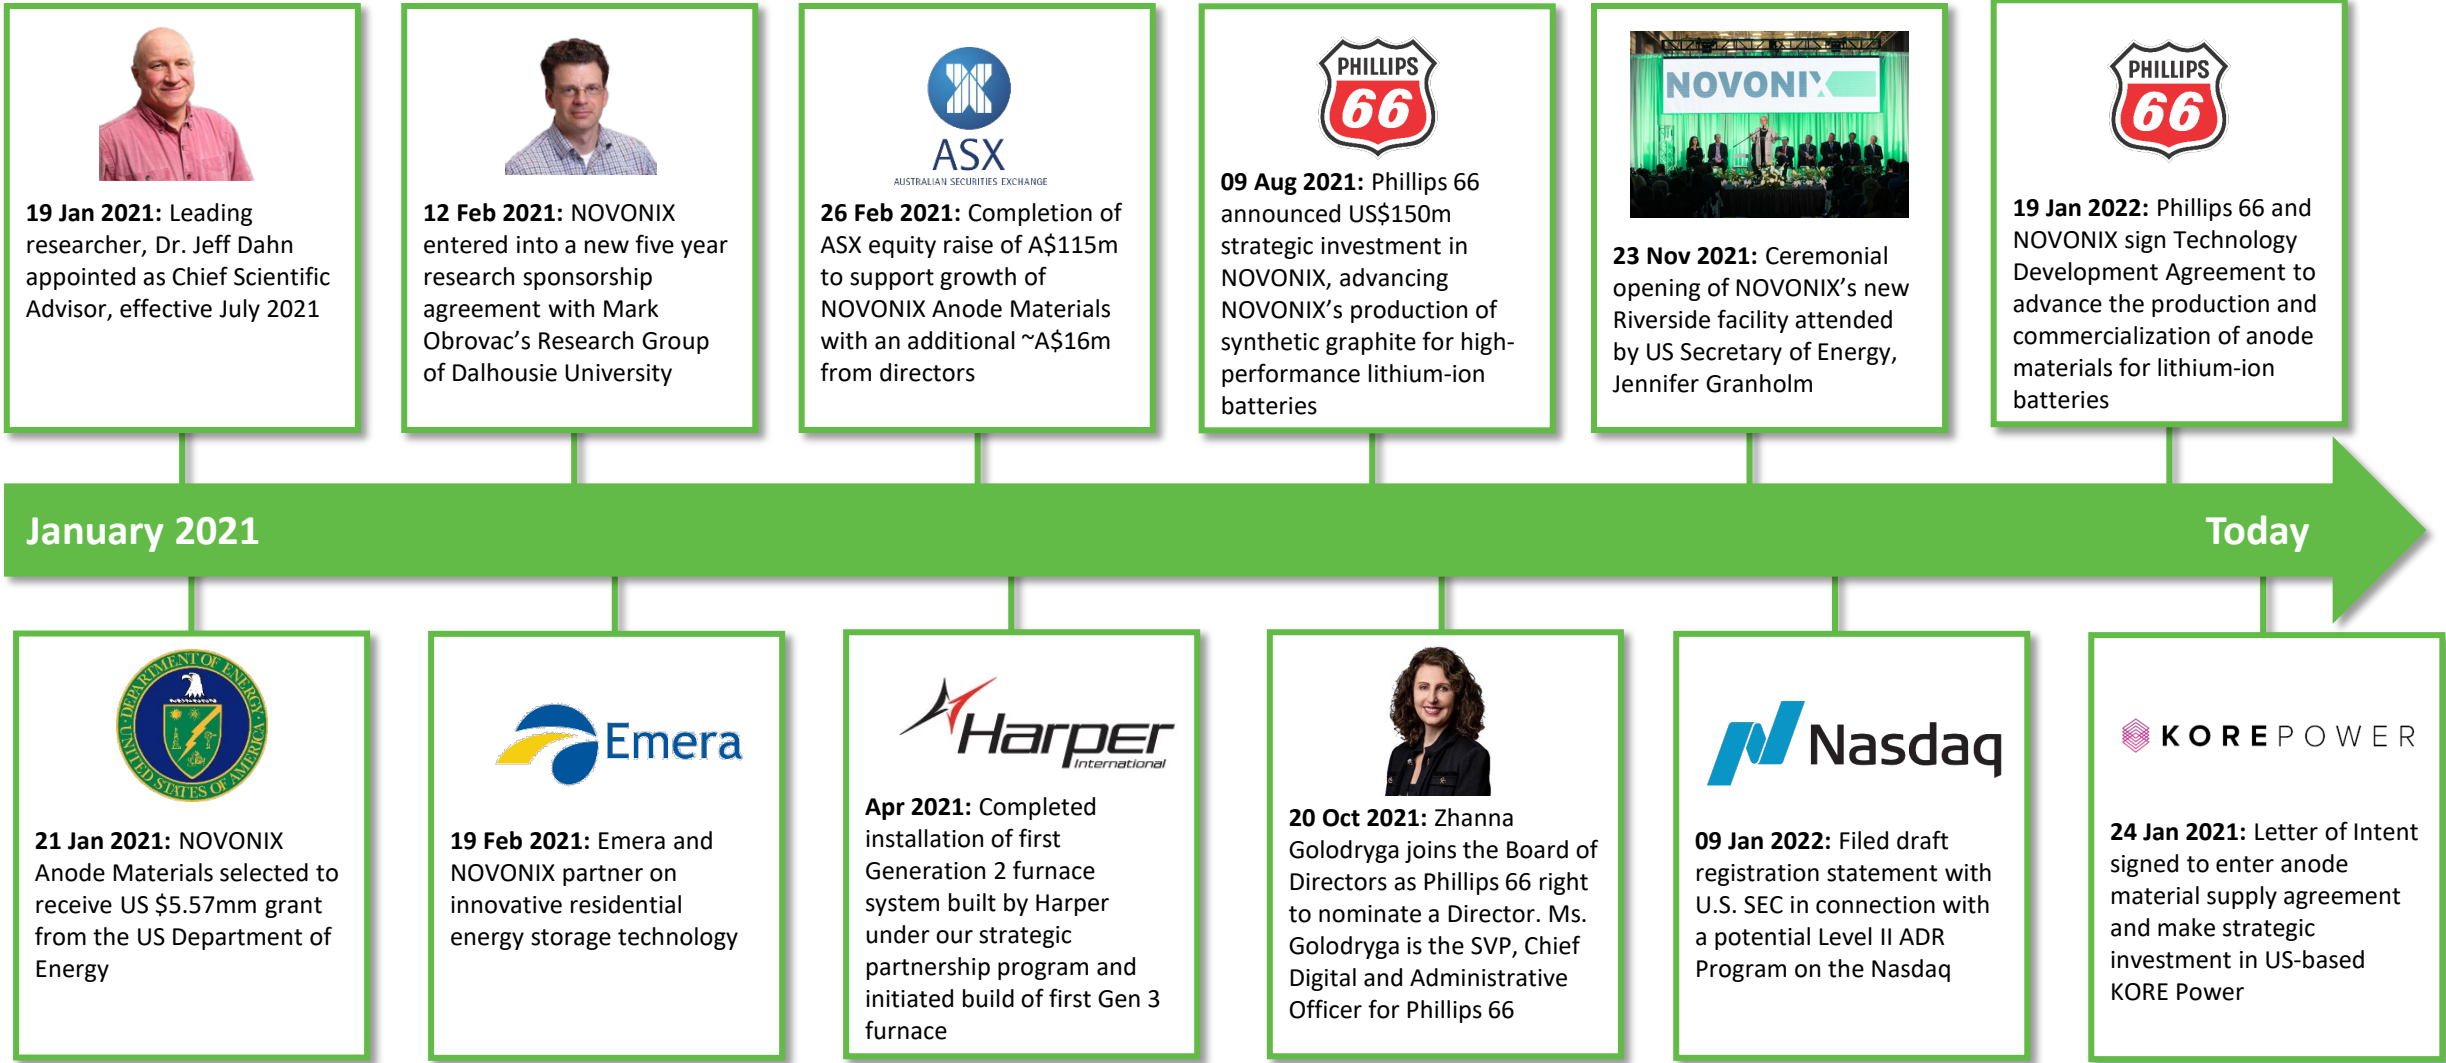 19 Jan 2021: Leading
researcher, Dr. Jeff Dahn
appointed as Chief Scientific
Advisor, effective July 2021
12 Feb 2021: NOVONIX
entered into a new five year
research sponsorship
agreement with Mark
Obrovac’s Research Group
of Dalhousie University
ASX
AUSTRALIAN SECURITIES EXCHANGE
26 Feb 2021: Completion of
ASX equity raise of A$115m
to support growth of
NOVONIX Anode Materials
with an additional ~A$16m
from directors
PHILLIPS
66
09 Aug 2021: Phillips 66
announced US$150m
strategic investment in
NOVONIX, advancing
NOVONIX’s production of
synthetic graphite for high-
performance lithium-ion
batteries
NOVONIX
23 Nov 2021: Ceremonial
opening of NOVONIX’s new
Riverside facility attended
by US Secretary of Energy,
Jennifer Granholm
PHILLIPS
66
19 Jan 2022: Phillips 66 and
NOVONIX sign Technology
Development Agreement to
advance the production and
commercialization of anode
materials for lithium-ion
batteries
January 2021
Today
DEPARTMENT OF ENERGY
UNITED STATES OF AMERICA
21 Jan 2021: NOVONIX
Anode Materials selected to
receive US $5.57mm grant
from the US Department of
Energy
Emera
19 Feb 2021: Emera and
NOVONIX partner on
innovative residential
energy storage technology
Harper
International
Apr 2021: Completed
installation of first
Generation 2 furnace
system built by Harper
under our strategic
partnership program and
initiated build of first Gen 3
furnace
20 Oct 2021: Zhanna
Golodryga joins the Board of
Directors as Phillips 66 right
to nominate a Director. Ms.
Golodryga is the SVP, Chief
Digital and Administrative
Officer for Phillips 66
Nasdaq
09 Jan 2022: Filed draft
registration statement with
U.S. SEC in connection with
a potential Level II ADR
Program on the Nasdaq
KOREPOWER
24 Jan 2021: Letter of Intent
signed to enter anode
material supply agreement
and make strategic
investment in US-based
KORE Power